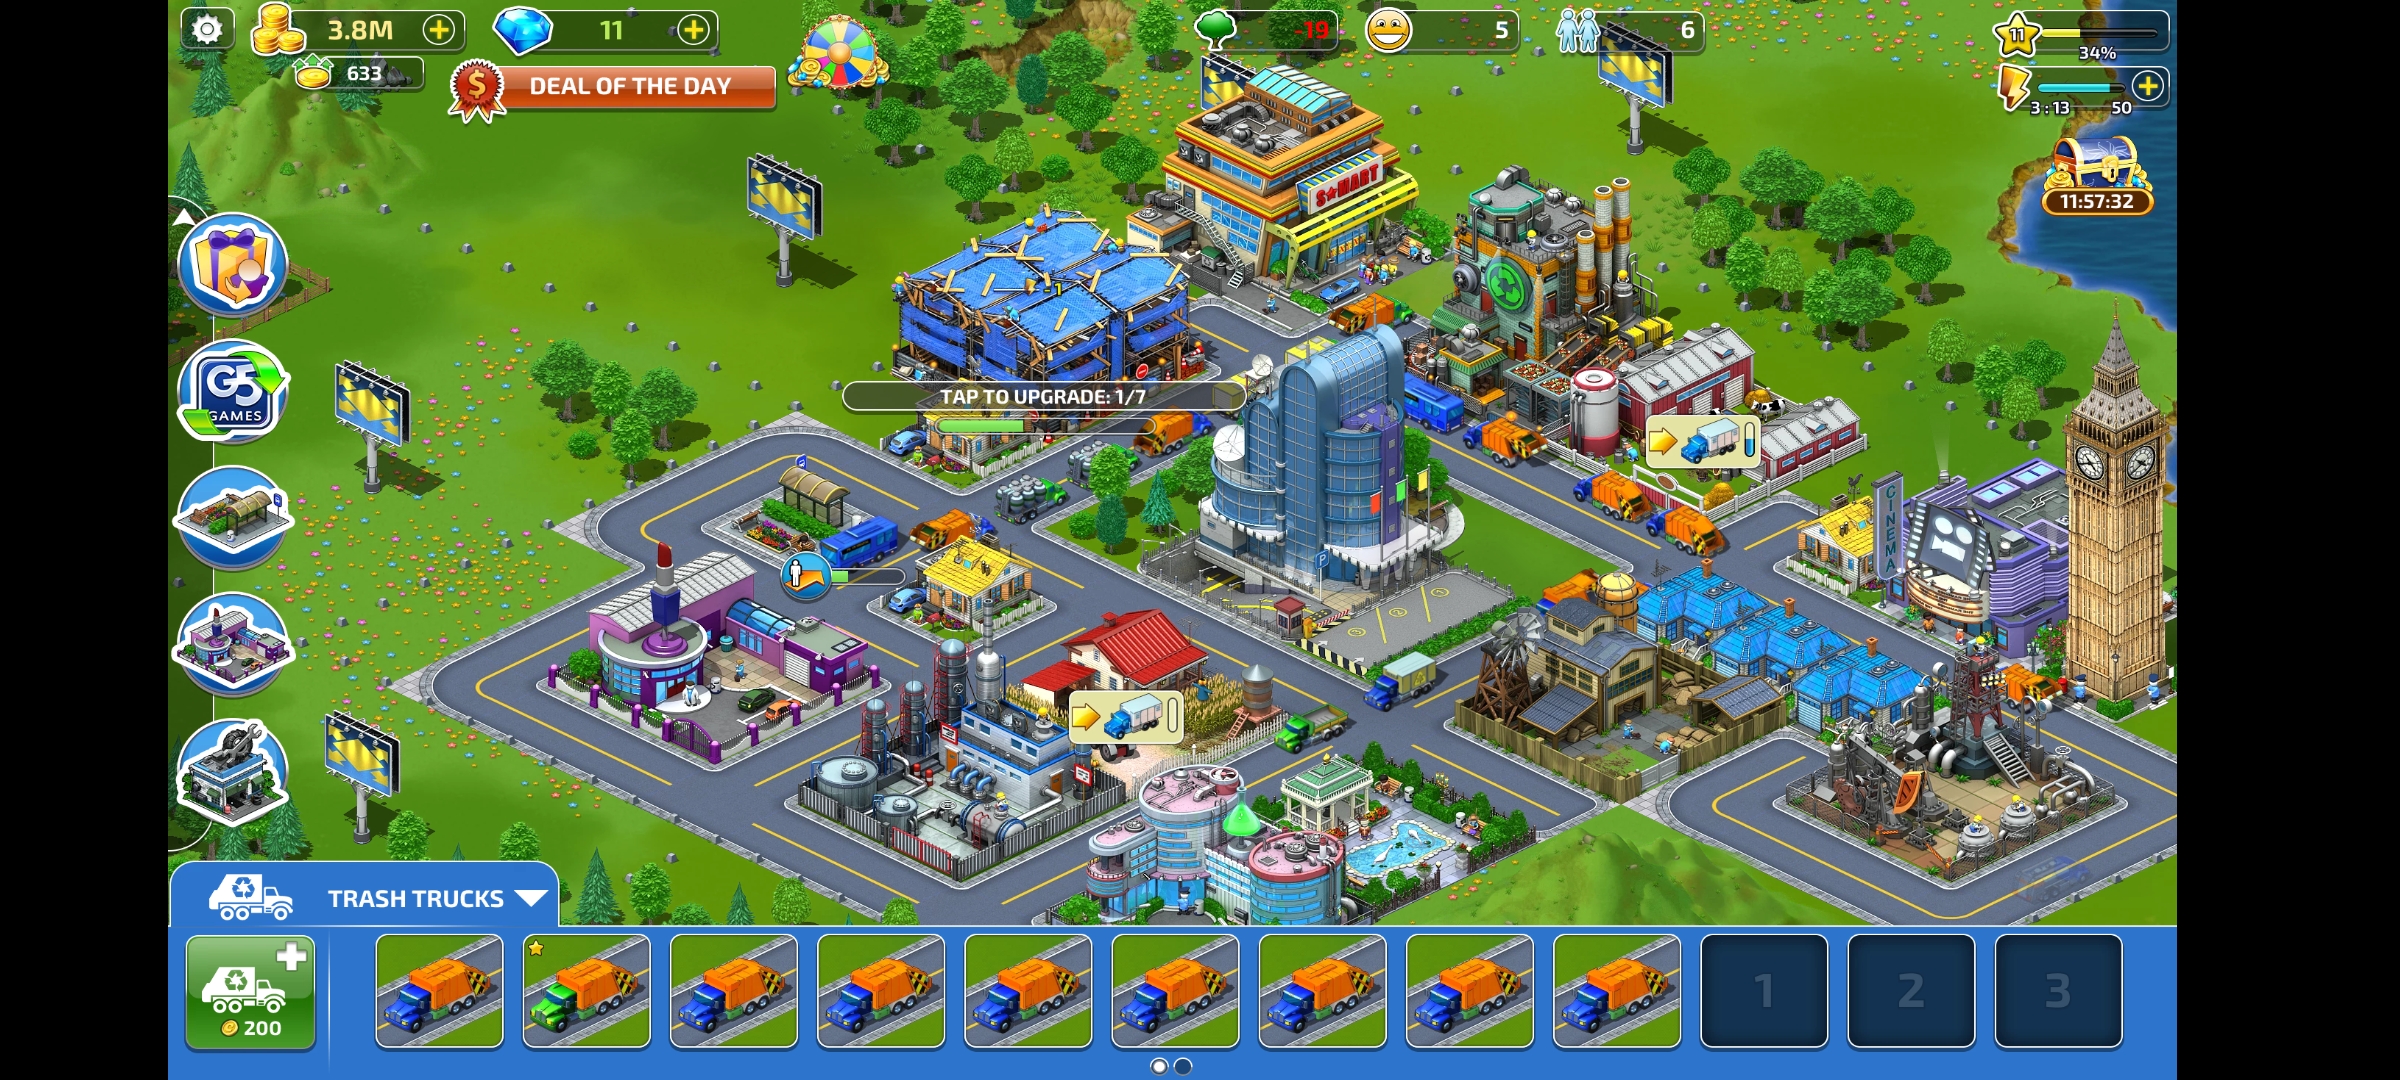 3.8M
11
-19
5
6
11
34%
633
DEAL OF THE DAY
3:13
50
11:57:32
S★MART
-1
G5
GAMES
TAP TO UPGRADE: 1/7
CINEMA
P
TRASH TRUCKS
200
1
2
3